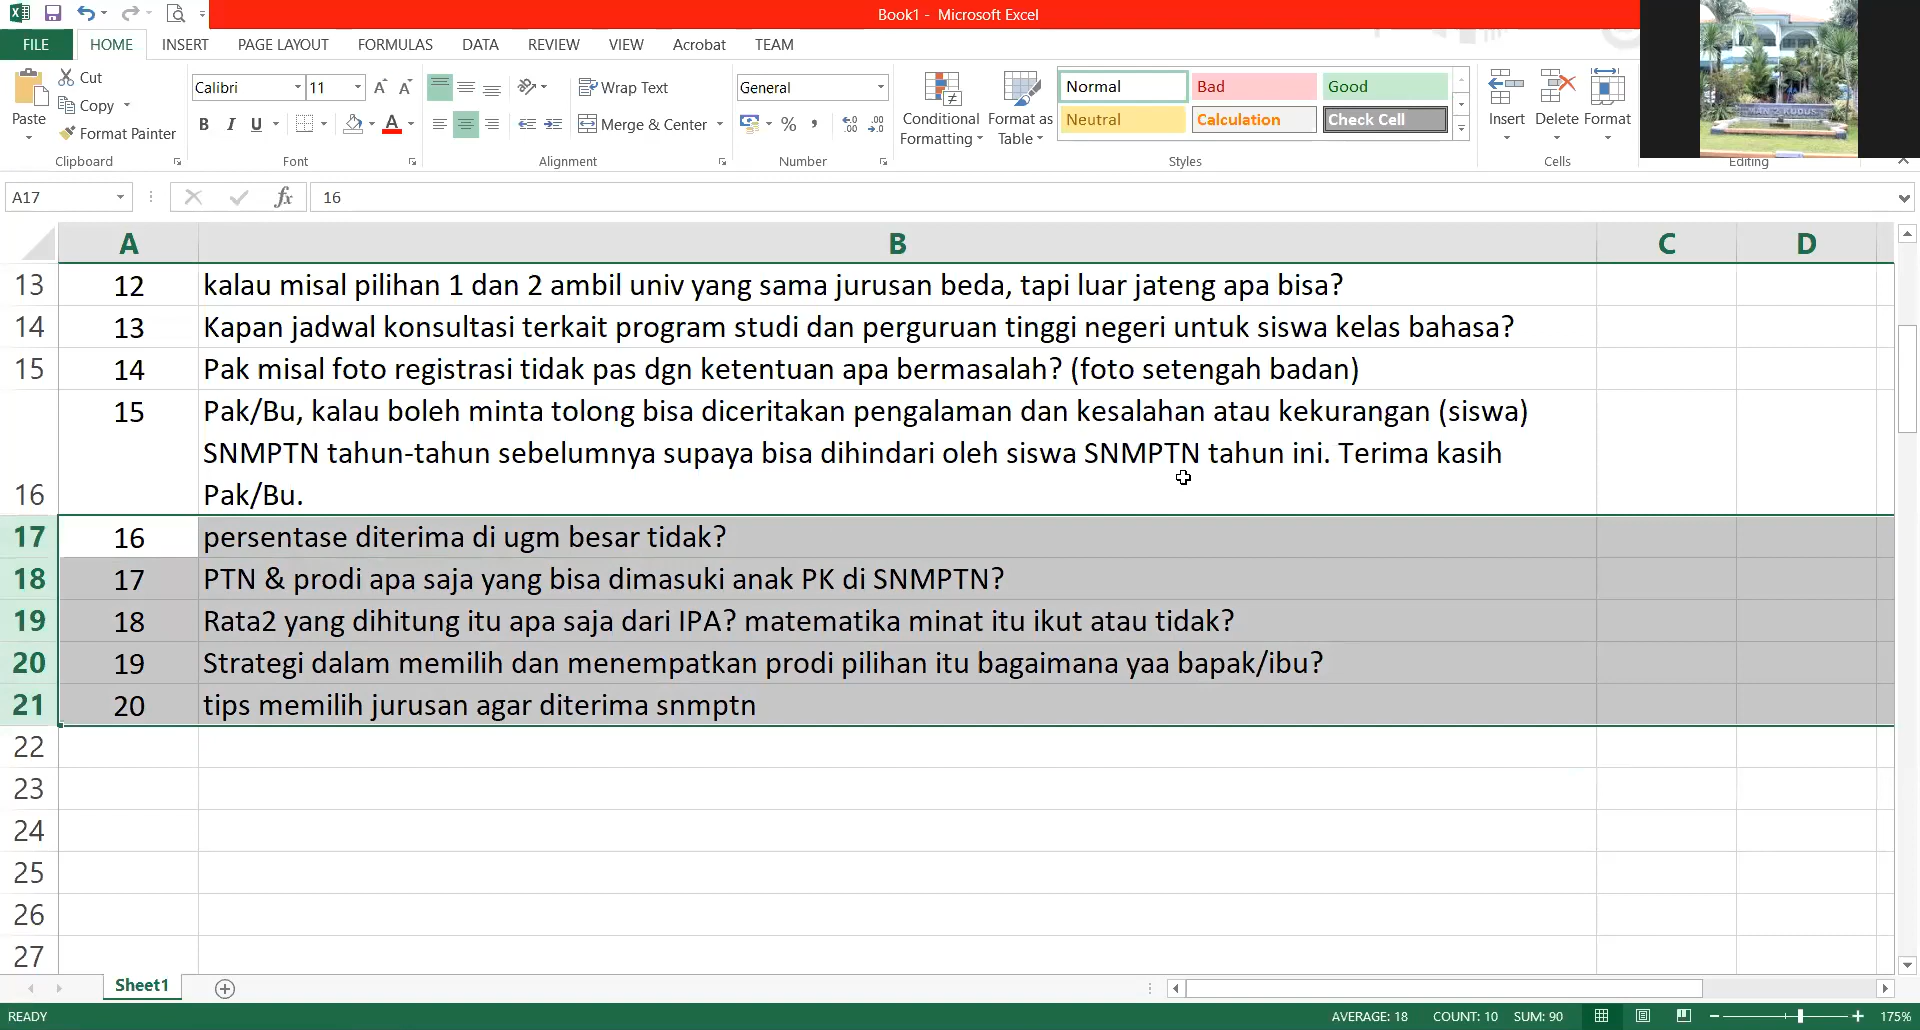 Book1 - Microsoft Excel
FILE HOME INSERT PAGE LAYOUT FORMULAS DATA REVIEW VIEW Acrobat TEAM
Cut
Copy
Format Painter
Paste
Clipboard
Calibri 11
B I U
Font
Wrap Text
Merge & Center
Alignment
General
%
Number
Conditional Formatting
Format as Table
Normal Bad Good
Neutral Calculation Check Cell
Styles
Insert Delete Format
Cells
Editing
A17 fx 16
A B C D
13 12 kalau misal pilihan 1 dan 2 ambil univ yang sama jurusan beda, tapi luar jateng apa bisa?
14 13 Kapan jadwal konsultasi terkait program studi dan perguruan tinggi negeri untuk siswa kelas bahasa?
15 14 Pak misal foto registrasi tidak pas dgn ketentuan apa bermasalah? (foto setengah badan)
15 Pak/Bu, kalau boleh minta tolong bisa diceritakan pengalaman dan kesalahan atau kekurangan (siswa)
SNMPTN tahun-tahun sebelumnya supaya bisa dihindari oleh siswa SNMPTN tahun ini. Terima kasih
16 Pak/Bu.
17 16 persentase diterima di ugm besar tidak?
18 17 PTN & prodi apa saja yang bisa dimasuki anak PK di SNMPTN?
19 18 Rata2 yang dihitung itu apa saja dari IPA? matematika minat itu ikut atau tidak?
20 19 Strategi dalam memilih dan menempatkan prodi pilihan itu bagaimana yaa bapak/ibu?
21 20 tips memilih jurusan agar diterima snmptn
22
23
24
25
26
27
Sheet1
READY AVERAGE: 18 COUNT: 10 SUM: 90 175%